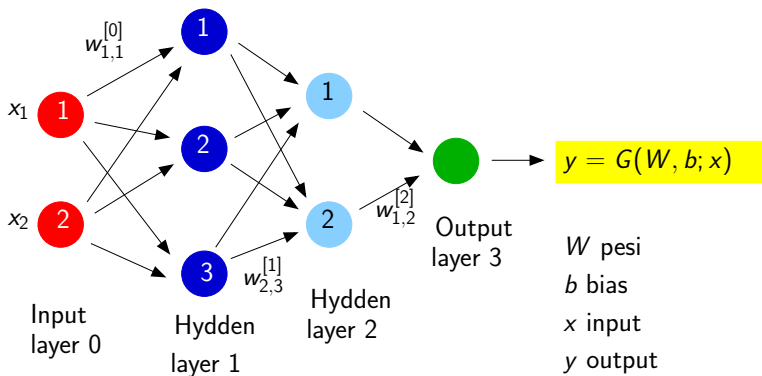 w_{1,1}^{[0]}
1
x₁
1
1
2
y = G(W, b; x)
x₂
2
2
w_{1,2}^{[2]}
Output
layer 3
W pesi
3
w_{2,3}^{[1]}
b bias
Input
layer 0
Hydden
layer 1
Hydden
layer 2
x input
y output